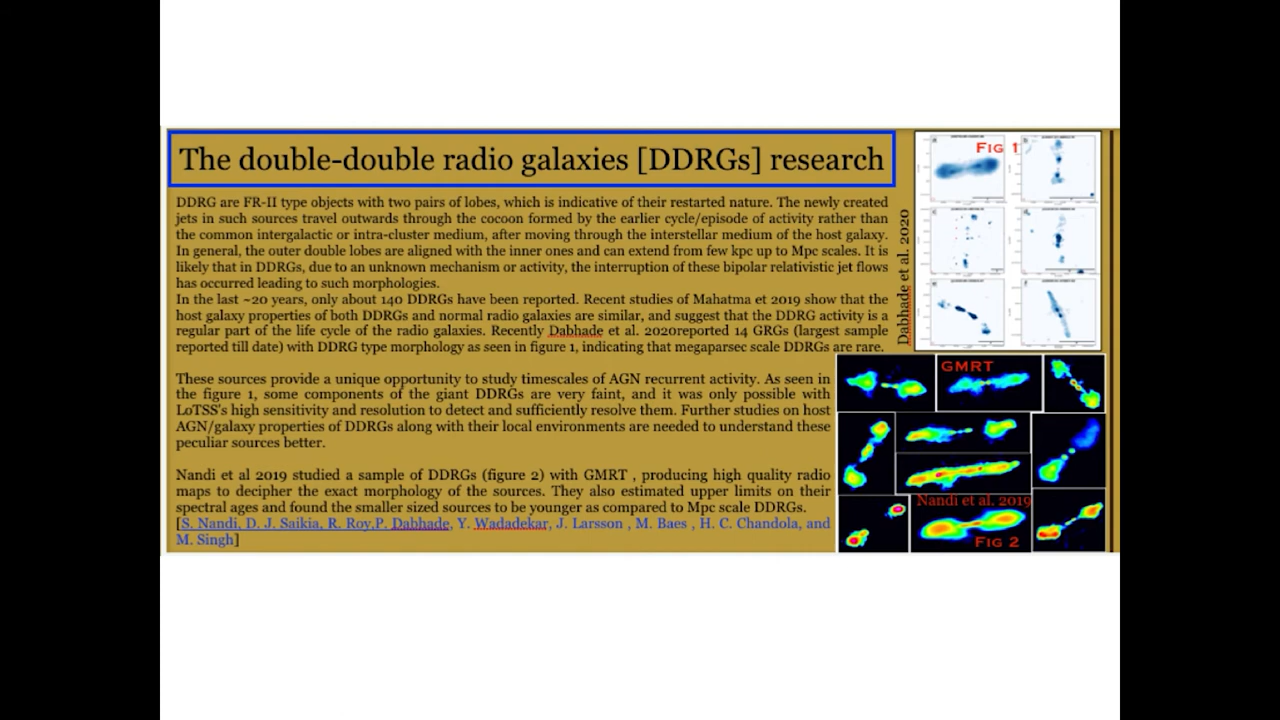 The double-double radio galaxies [DDRGs] research
DDRG are FR-II type objects with two pairs of lobes, which is indicative of their restarted nature. The newly created
jets in such sources travel outwards through the cocoon formed by the earlier cycle/episode of activity rather than
the common intergalactic or intra-cluster medium, after moving through the interstellar medium of the host galaxy.
In general, the outer double lobes are aligned with the inner ones and can extend from few kpc up to Mpc scales. It is
likely that in DDRGs, due to an unknown mechanism or activity, the interruption of these bipolar relativistic jet flows
has occurred leading to such morphologies.
In the last ~20 years, only about 140 DDRGs have been reported. Recent studies of Mahatma et 2019 show that the
host galaxy properties of both DDRGs and normal radio galaxies are similar, and suggest that the DDRG activity is a
regular part of the life cycle of the radio galaxies. Recently Dabhade et al. 2020reported 14 GRGs (largest sample
reported till date) with DDRG type morphology as seen in figure 1, indicating that megaparsec scale DDRGs are rare.
These sources provide a unique opportunity to study timescales of AGN recurrent activity. As seen in
the figure 1, some components of the giant DDRGs are very faint, and it was only possible with
LoTSS's high sensitivity and resolution to detect and sufficiently resolve them. Further studies on host
AGN/galaxy properties of DDRGs along with their local environments are needed to understand these
peculiar sources better.
Nandi et al 2019 studied a sample of DDRGs (figure 2) with GMRT , producing high quality radio
maps to decipher the exact morphology of the sources. They also estimated upper limits on their
spectral ages and found the smaller sized sources to be younger as compared to Mpc scale DDRGs.
[S. Nandi, D. J. Saikia, R. Roy,P. Dabhade, Y. Wadadekar, J. Larsson , M. Baes , H. C. Chandola, and
M. Singh]
Dabhade et al. 2020
FIG 1
GMRT
Nandi et al. 2019
FIG 2